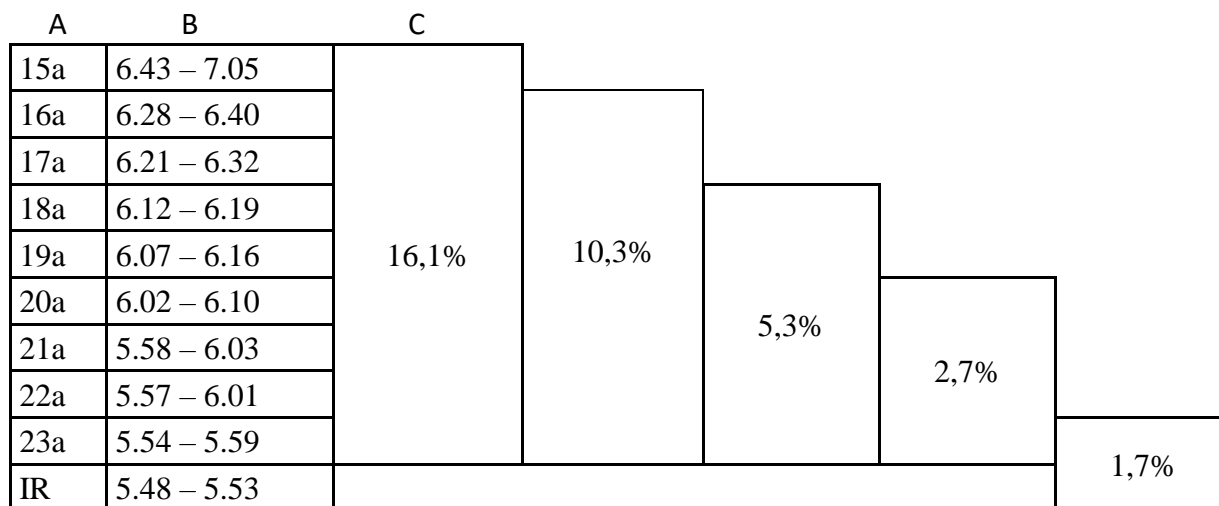 A B C
15a 6.43 – 7.05
16a 6.28 – 6.40
17a 6.21 – 6.32
18a 6.12 – 6.19
19a 6.07 – 6.16 16,1% 10,3%
20a 6.02 – 6.10
5,3%
21a 5.58 – 6.03
2,7%
22a 5.57 – 6.01
23a 5.54 – 5.59
1,7%
IR 5.48 – 5.53